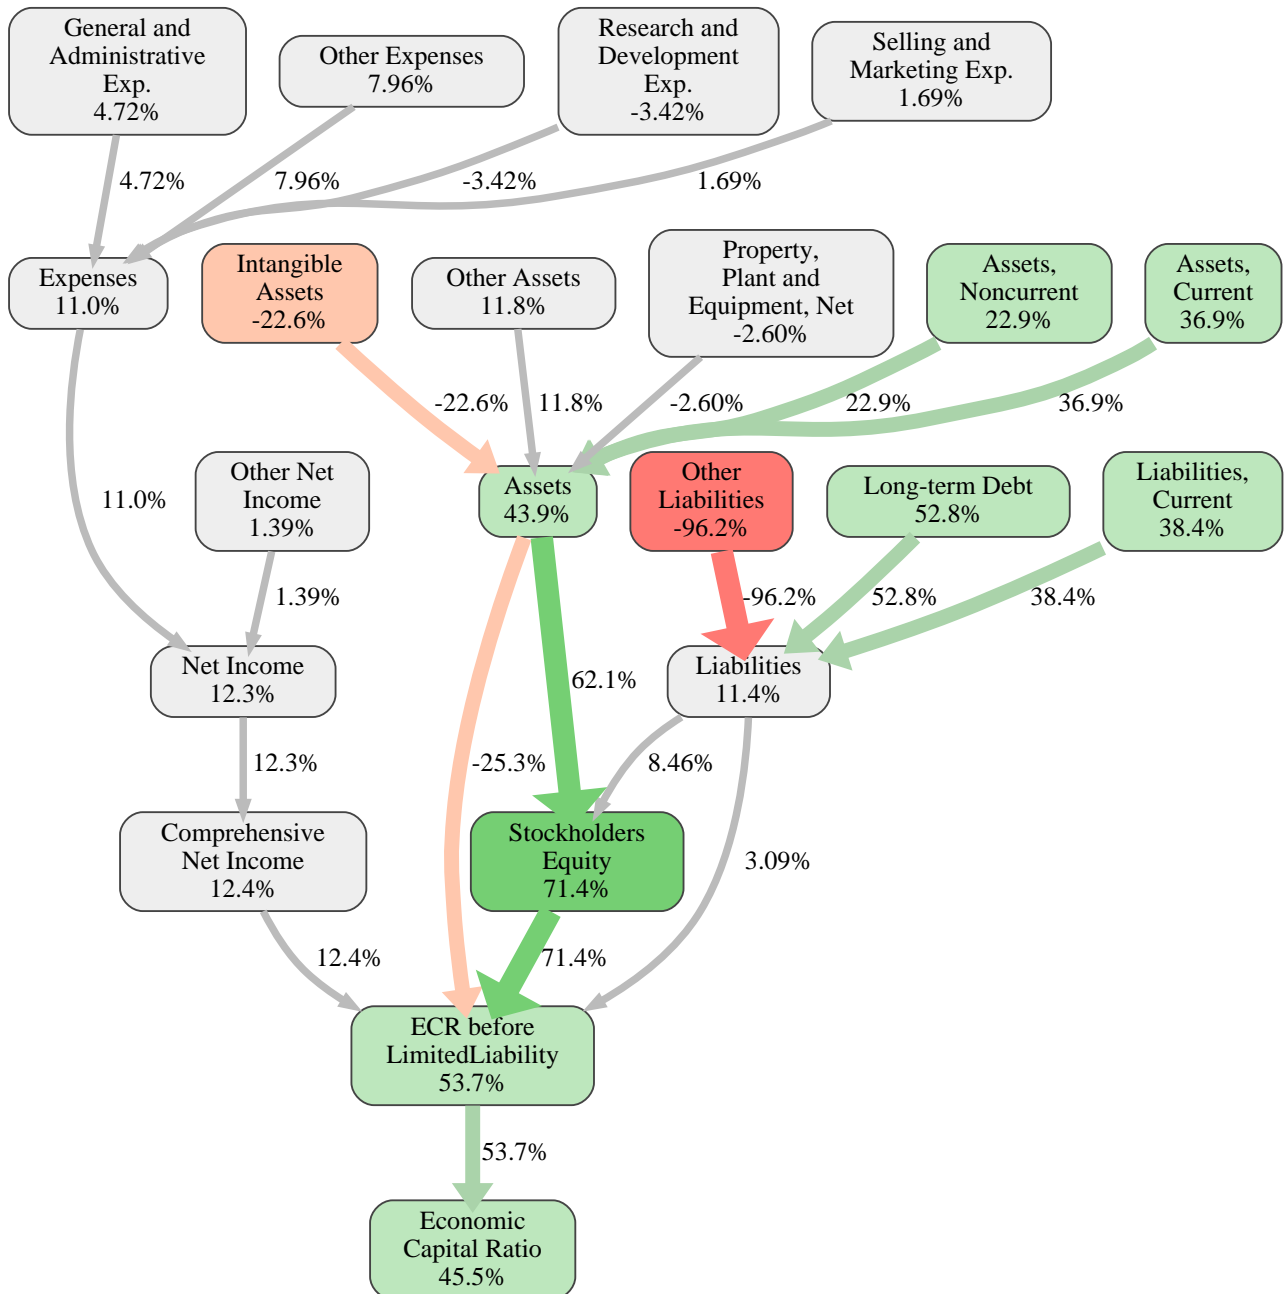 General and
Administrative
Exp.
4.72%
Other Expenses
7.96%
Research and
Development
Exp.
-3.42%
Selling and
Marketing Exp.
1.69%
4.72%
7.96%
-3.42%
1.69%
Expenses
11.0%
Intangible
Assets
-22.6%
Other Assets
11.8%
Property,
Plant and
Equipment, Net
-2.60%
Assets,
Noncurrent
22.9%
Assets,
Current
36.9%
-22.6%
11.8%
-2.60%
22.9%
36.9%
11.0%
Other Net
Income
1.39%
Assets
43.9%
Other
Liabilities
-96.2%
Long-term Debt
52.8%
Liabilities,
Current
38.4%
1.39%
-96.2%
52.8%
38.4%
Net Income
12.3%
62.1%
Liabilities
11.4%
12.3%
-25.3%
8.46%
Comprehensive
Net Income
12.4%
Stockholders
Equity
71.4%
3.09%
12.4%
71.4%
ECR before
LimitedLiability
53.7%
53.7%
Economic
Capital Ratio
45.5%